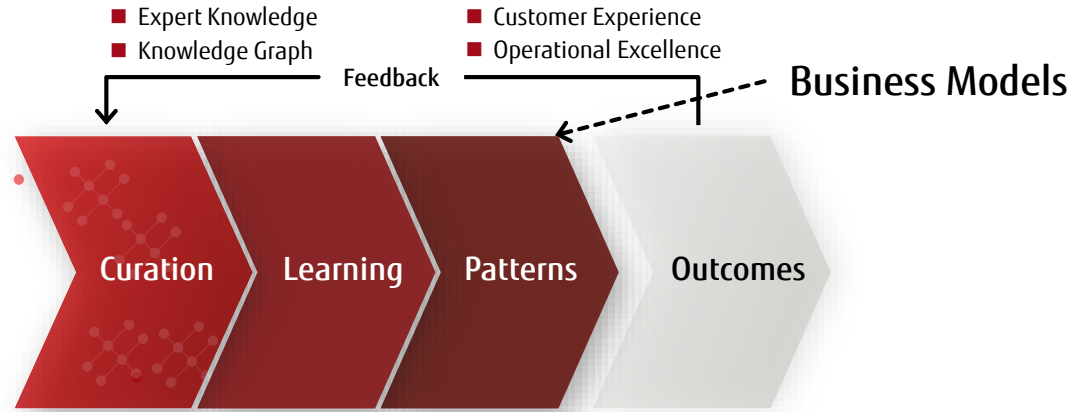 Expert Knowledge
Knowledge Graph
Customer Experience
Operational Excellence
Feedback
Business Models
Curation
Learning
Patterns
Outcomes